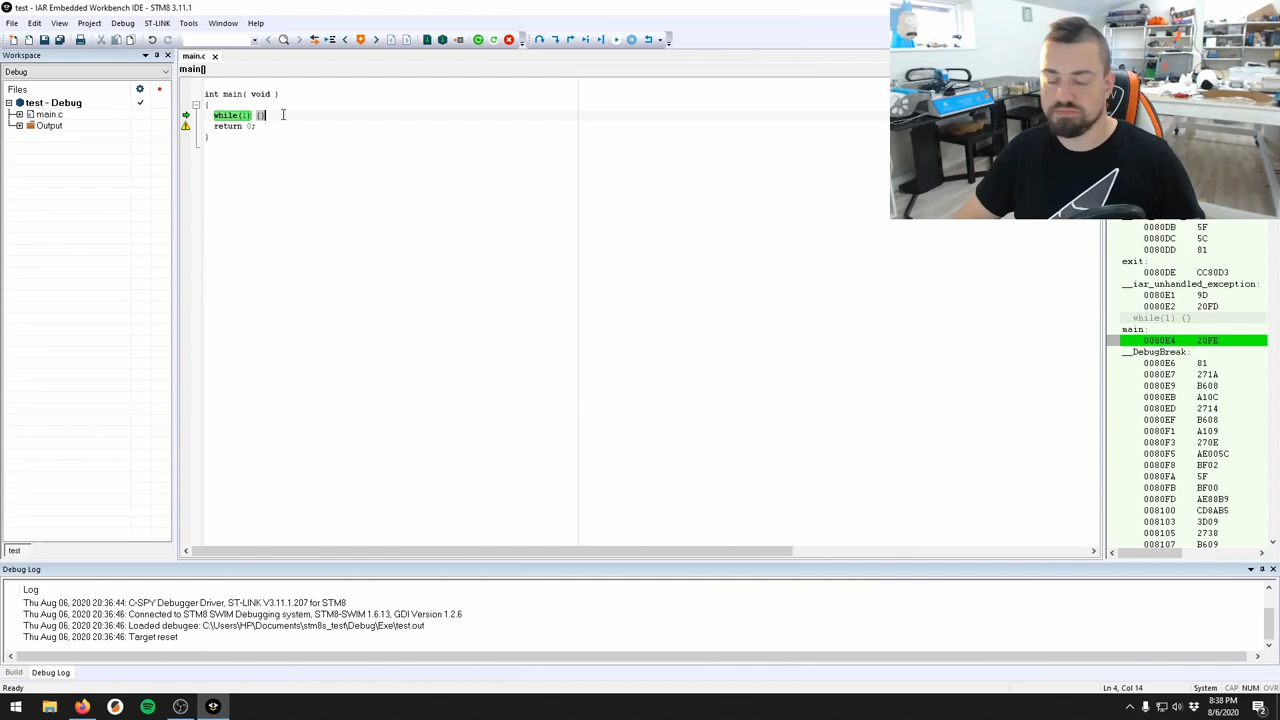 test - IAR Embedded Workbench IDE - STM8 3.11.1
File Edit View Project Debug ST-LINK Tools Window Help
Workspace
main.c
Debug
main()
Files
test - Debug
main.c
Output
int main( void )
{
while(1) {}
return 0;
}
0080DB 5F
0080DC 5C
0080DD 81
exit:
0080DE CC80D3
__iar_unhandled_exception:
0080E1 9D
0080E2 20FD
while(1) {}
main:
0080E4 20FE
__DebugBreak:
0080E6 81
0080E7 271A
0080E9 B608
0080EB A10C
0080ED 2714
0080EF B608
0080F1 A109
0080F3 270E
0080F5 AE005C
0080F8 BF02
0080FA 5F
0080FB BF00
0080FD AE88B9
008100 CD8AB5
008103 3D09
008105 2738
008107 B609
test
Debug Log
Log
Thu Aug 06, 2020 20:36:44: C-SPY Debugger Driver, ST-LINK V3.11.1.207 for STM8
Thu Aug 06, 2020 20:36:46: Connected to STM8 SWIM Debugging system, STM8-SWIM 1.6.13, GDI Version 1.2.6
Thu Aug 06, 2020 20:36:46: Loaded debugee: C:\Users\HP\Documents\stm8s_test\Debug\Exe\test.out
Thu Aug 06, 2020 20:36:46: Target reset
Build Debug Log
Ready
Ln 4, Col 14 System CAP NUM OVR
8:38 PM
8/6/2020
2